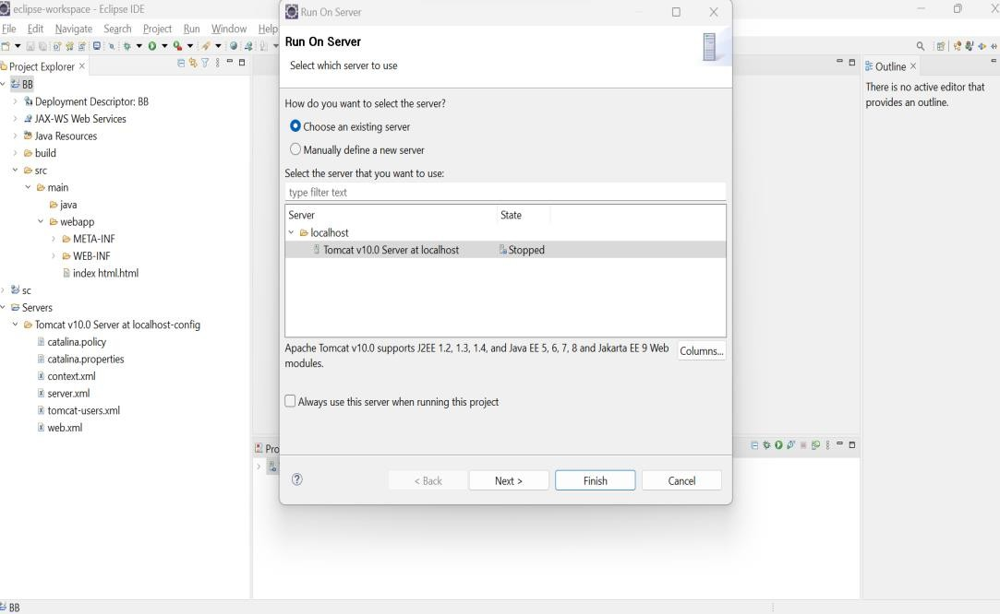 eclipse-workspace - Eclipse IDE
File Edit Navigate Search Project Run Window Help
Project Explorer
BB
Deployment Descriptor: BB
JAX-WS Web Services
Java Resources
build
src
main
java
webapp
META-INF
WEB-INF
index html.html
sc
Servers
Tomcat v10.0 Server at localhost-config
catalina.policy
catalina.properties
context.xml
server.xml
tomcat-users.xml
web.xml
Run On Server
Run On Server
Select which server to use
How do you want to select the server?
Choose an existing server
Manually define a new server
Select the server that you want to use:
type filter text
Server State
localhost
Tomcat v10.0 Server at localhost Stopped
Apache Tomcat v10.0 supports J2EE 1.2, 1.3, 1.4, and Java EE 5, 6, 7, 8 and Jakarta EE 9 Web
modules.
Columns...
Always use this server when running this project
? < Back Next > Finish Cancel
Pro
Outline
There is no active editor that
provides an outline.
BB